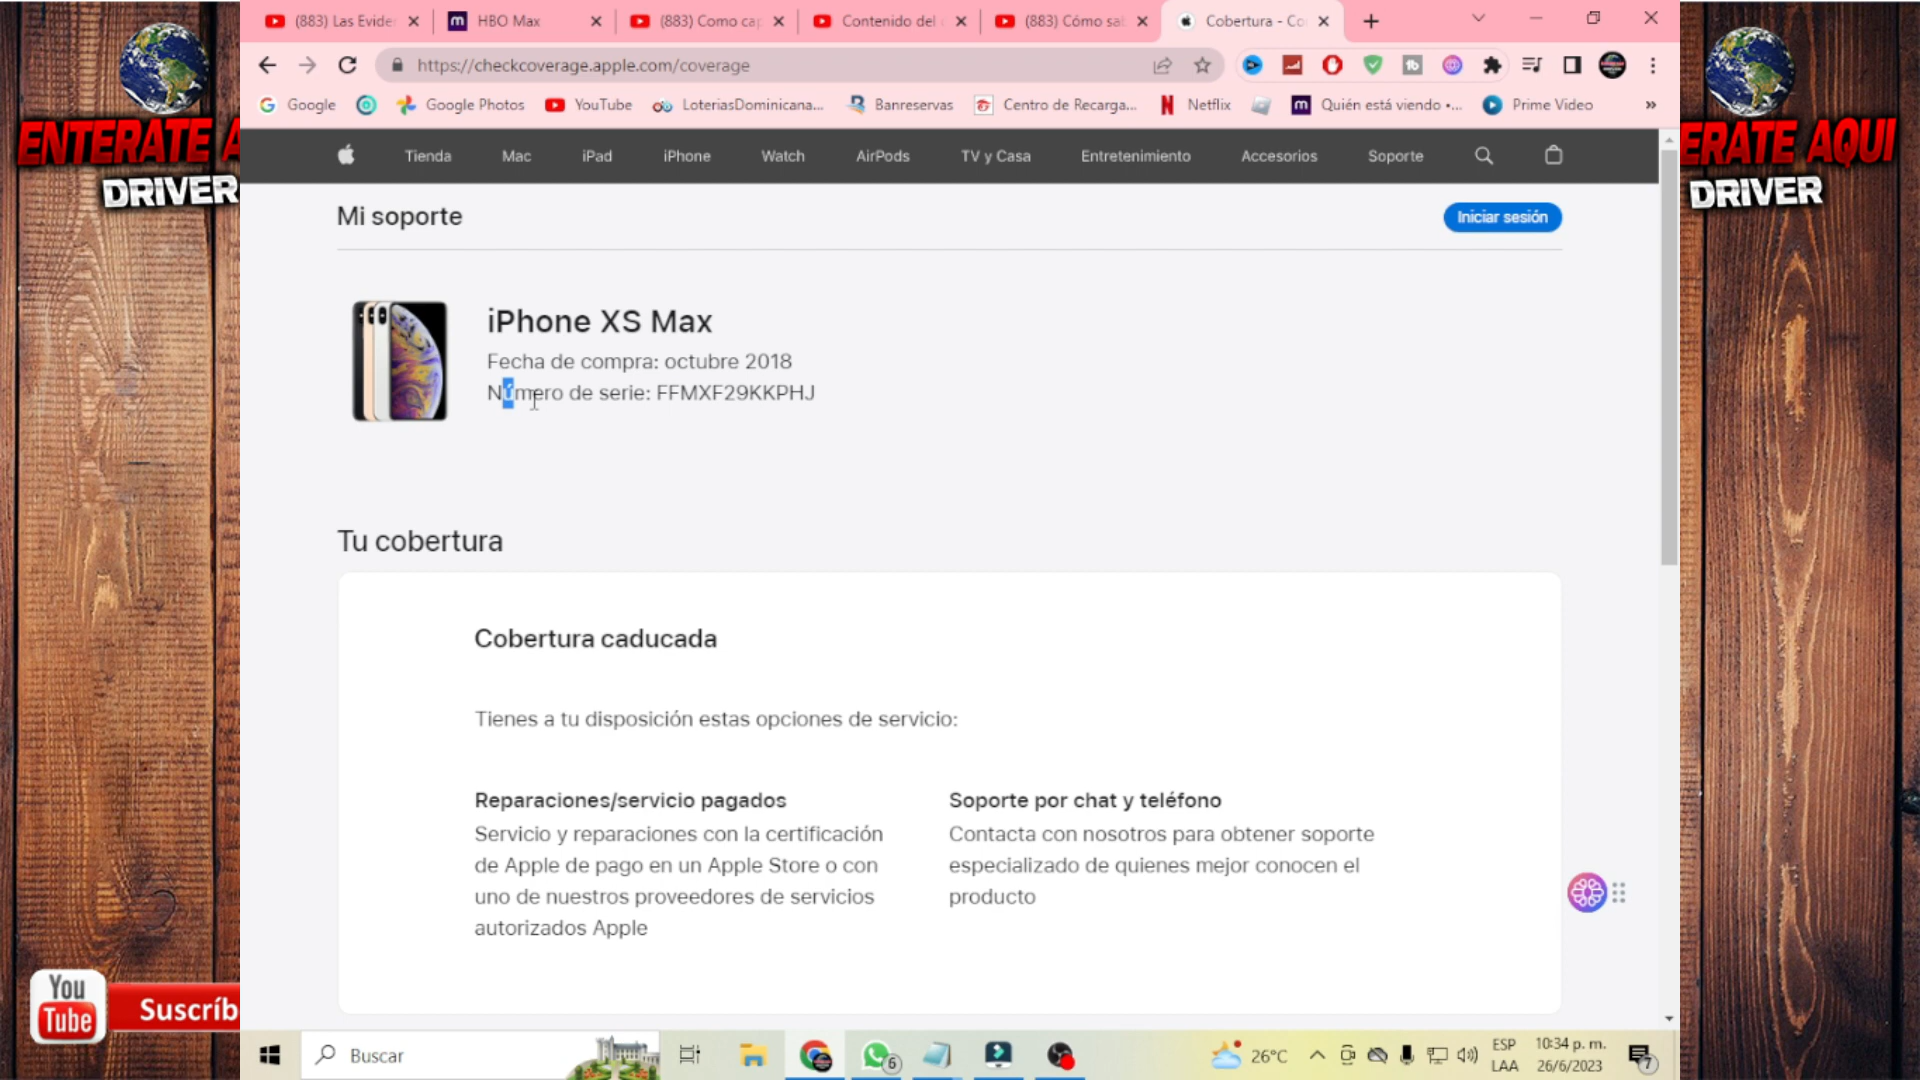 (883) Las Eviden
HBO Max
(883) Como cap
Contenido del
(883) Cómo sab
Cobertura - Co
https://checkcoverage.apple.com/coverage
Google
Google Photos
YouTube
LoteriasDominicana...
Banreservas
Centro de Recarga...
Netflix
Quién está viendo •...
Prime Video
»
Tienda
Mac
iPad
iPhone
Watch
AirPods
TV y Casa
Entretenimiento
Accesorios
Soporte
Mi soporte
Iniciar sesión
iPhone XS Max
Fecha de compra: octubre 2018
Número de serie: FFMXF29KKPHJ
Tu cobertura
Cobertura caducada
Tienes a tu disposición estas opciones de servicio:
Reparaciones/servicio pagados
Servicio y reparaciones con la certificación
de Apple de pago en un Apple Store o con
uno de nuestros proveedores de servicios
autorizados Apple
Soporte por chat y teléfono
Contacta con nosotros para obtener soporte
especializado de quienes mejor conocen el
producto
ENTERATE A
DRIVER
ERATE AQUI
DRIVER
You
Tube
Suscríb
Buscar
6
26°C
ESP
LAA
10:34 p. m.
26/6/2023
7